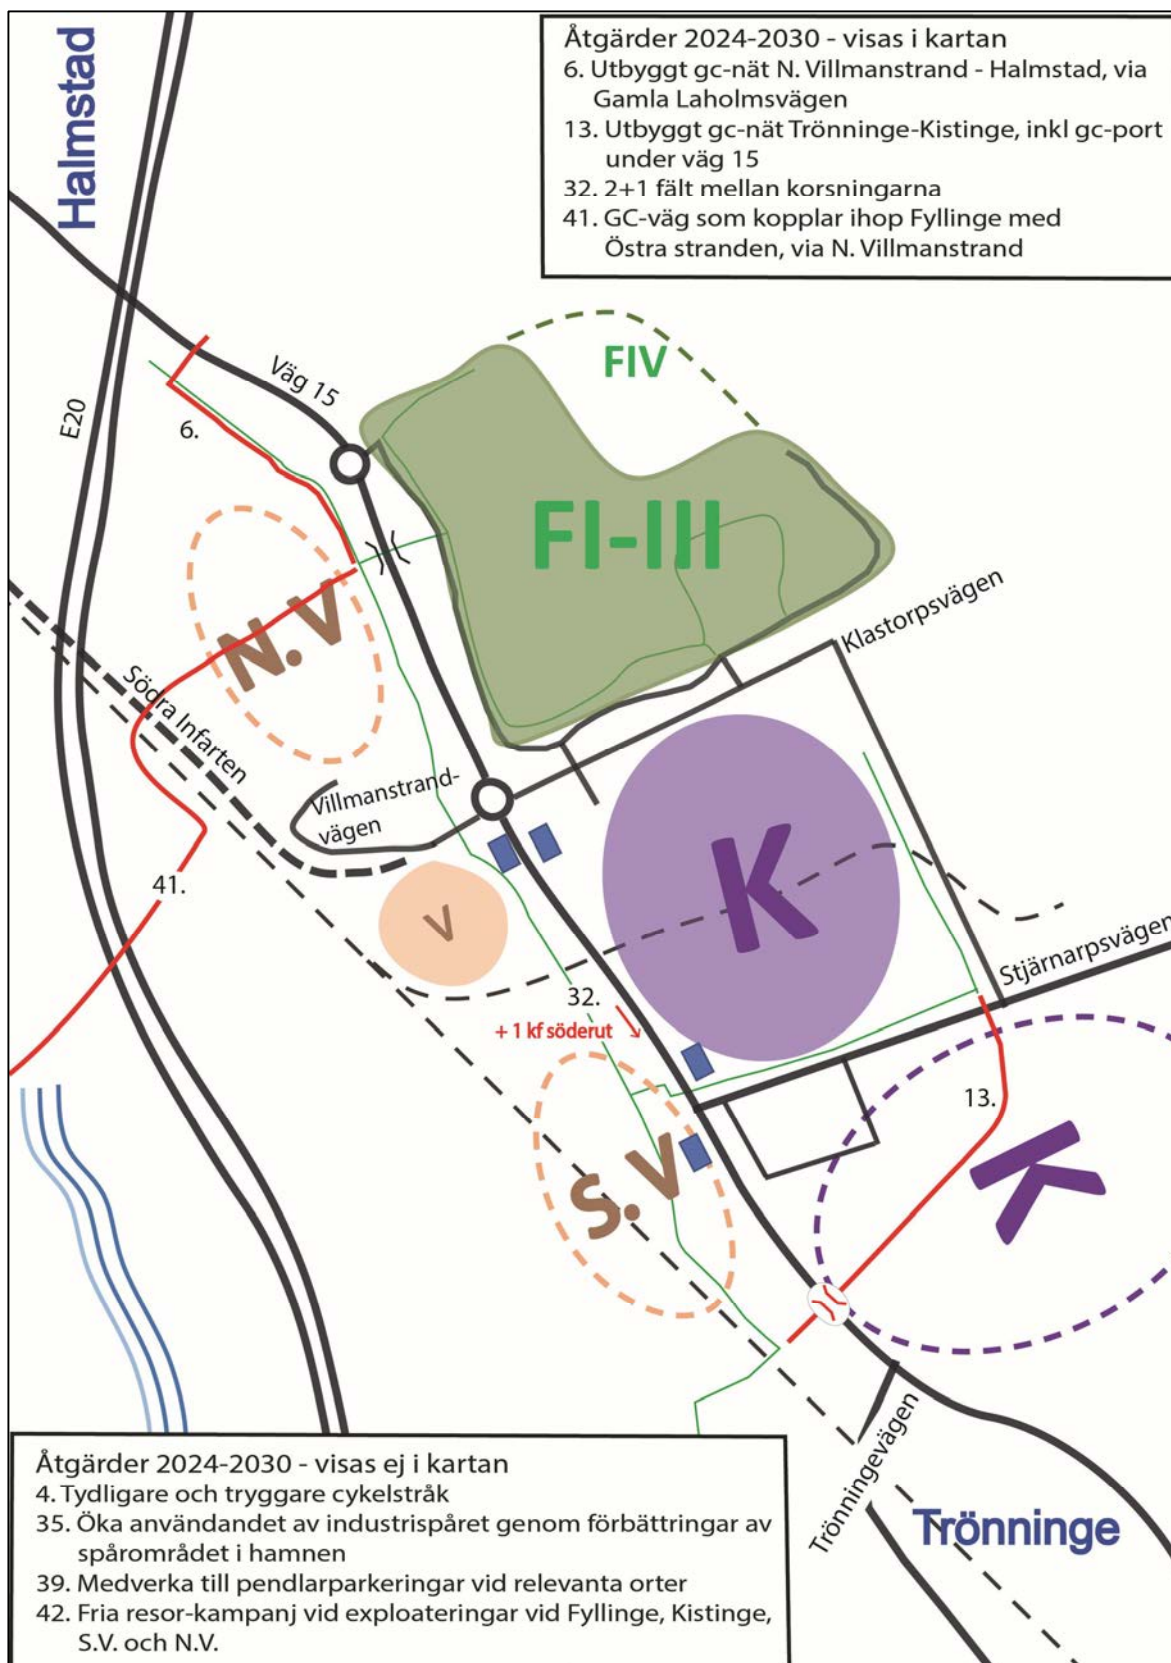 Halmstad
Åtgärder 2024-2030 - visas i kartan
6. Utbyggt gc-nät N. Villmanstrand - Halmstad, via
Gamla Laholmsvägen
13. Utbyggt gc-nät Trönninge-Kistinge, inkl gc-port
under väg 15
32. 2+1 fält mellan korsningarna
41. GC-väg som kopplar ihop Fyllinge med
Östra stranden, via N. Villmanstrand
FIV
Väg 15
E20
6.
FI-III
N.V
Klastorpsvägen
Södra Infarten
Villmanstrand-
vägen
K
41.
V
Stjärnarpsvägen
32.
+ 1 kf söderut
13.
K
S.V
Trönningevägen
Trönninge
Åtgärder 2024-2030 - visas ej i kartan
4. Tydligare och tryggare cykelstråk
35. Öka användandet av industrispåret genom förbättringar av
spårområdet i hamnen
39. Medverka till pendlarparkeringar vid relevanta orter
42. Fria resor-kampanj vid exploateringar vid Fyllinge, Kistinge,
S.V. och N.V.